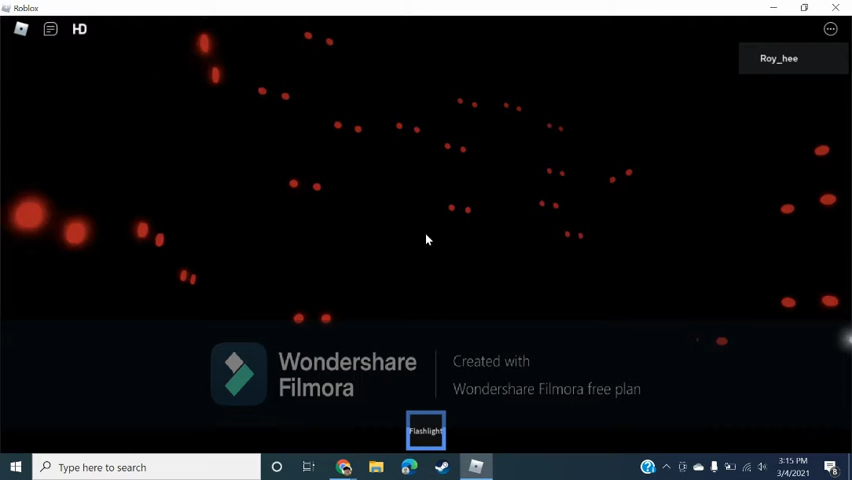 Roblox
HD
Roy_hee
Wondershare
Filmora
Created with
Wondershare Filmora free plan
Flashlight
Type here to search
3:15 PM
3/4/2021
8